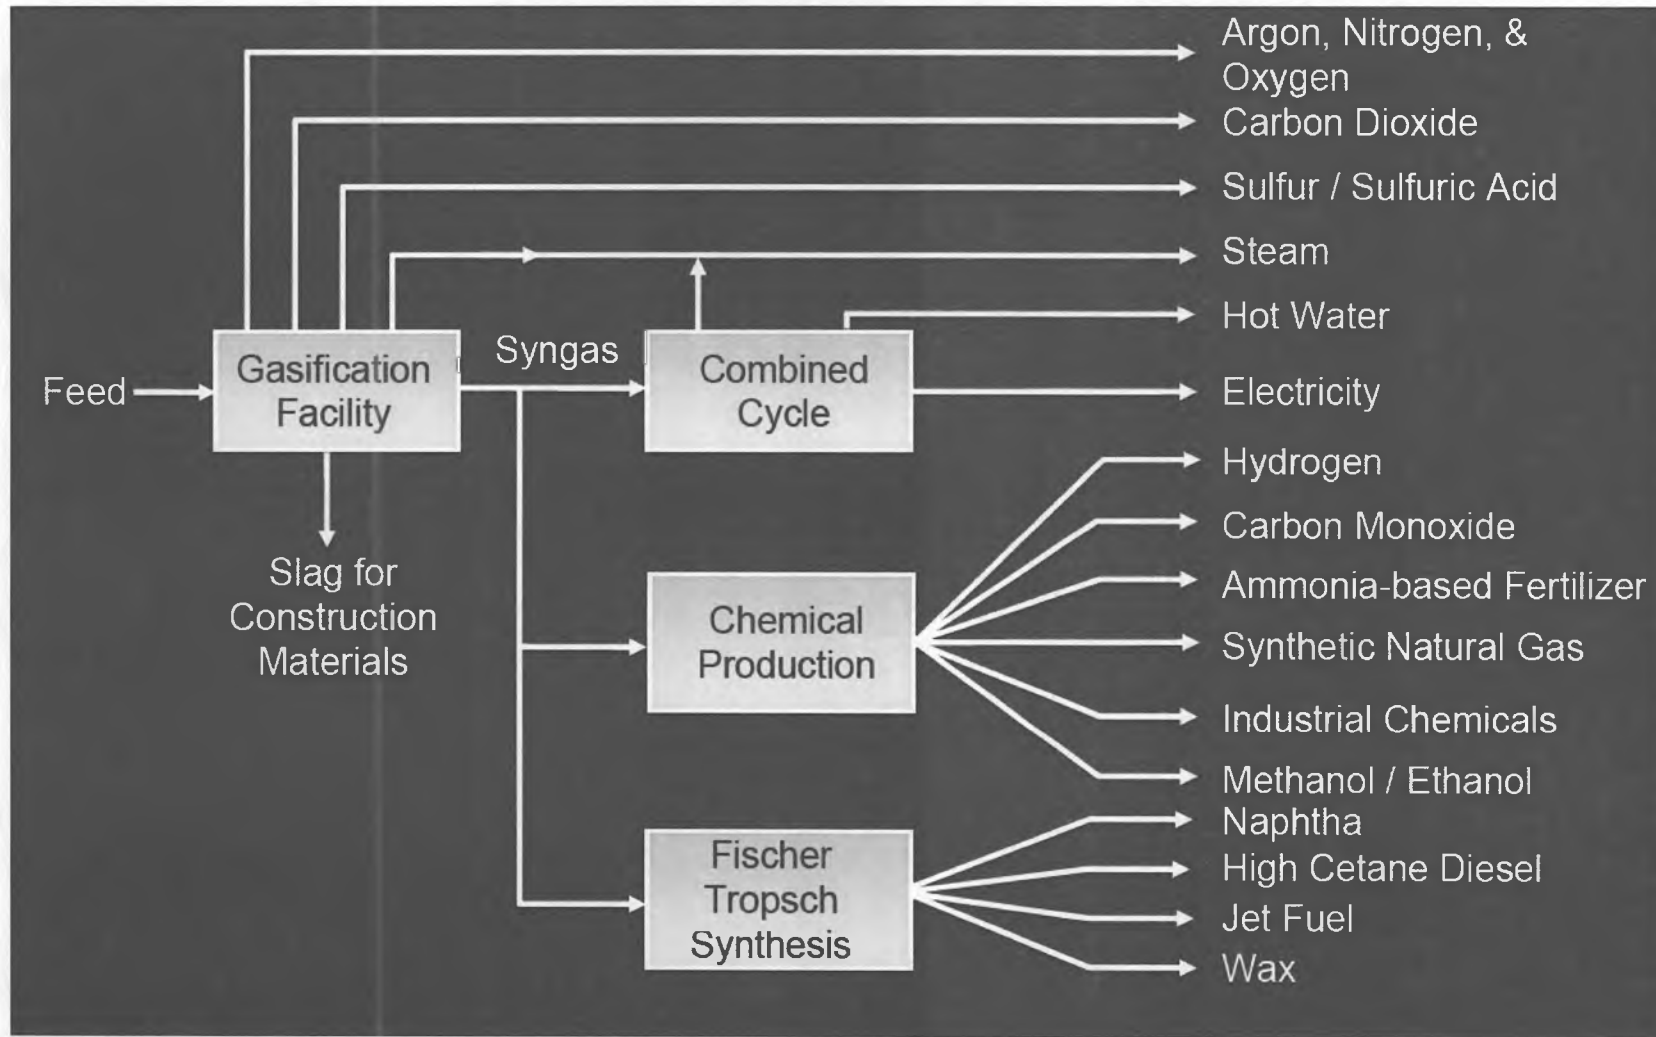 Argon, Nitrogen, &
Oxygen
Carbon Dioxide
Sulfur / Sulfuric Acid
Steam
Hot Water
Syngas
Gasification
Facility
Combined
Cycle
Feed
Electricity
Hydrogen
Carbon Monoxide
Slag for
Construction
Materials
Ammonia-based Fertilizer
Chemical
Production
Synthetic Natural Gas
Industrial Chemicals
Methanol / Ethanol
Naphtha
Fischer
Tropsch
Synthesis
High Cetane Diesel
Jet Fuel
Wax